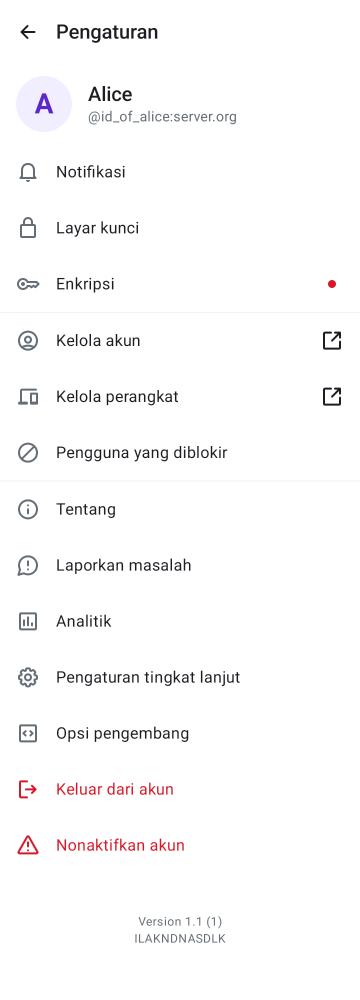 Pengaturan
A
Alice
@id_of_alice:server.org
Notifikasi
Layar kunci
Enkripsi
Kelola akun
Kelola perangkat
Pengguna yang diblokir
Tentang
Laporkan masalah
Analitik
Pengaturan tingkat lanjut
Opsi pengembang
Keluar dari akun
Nonaktifkan akun
Version 1.1 (1)
ILAKNDNASDLK